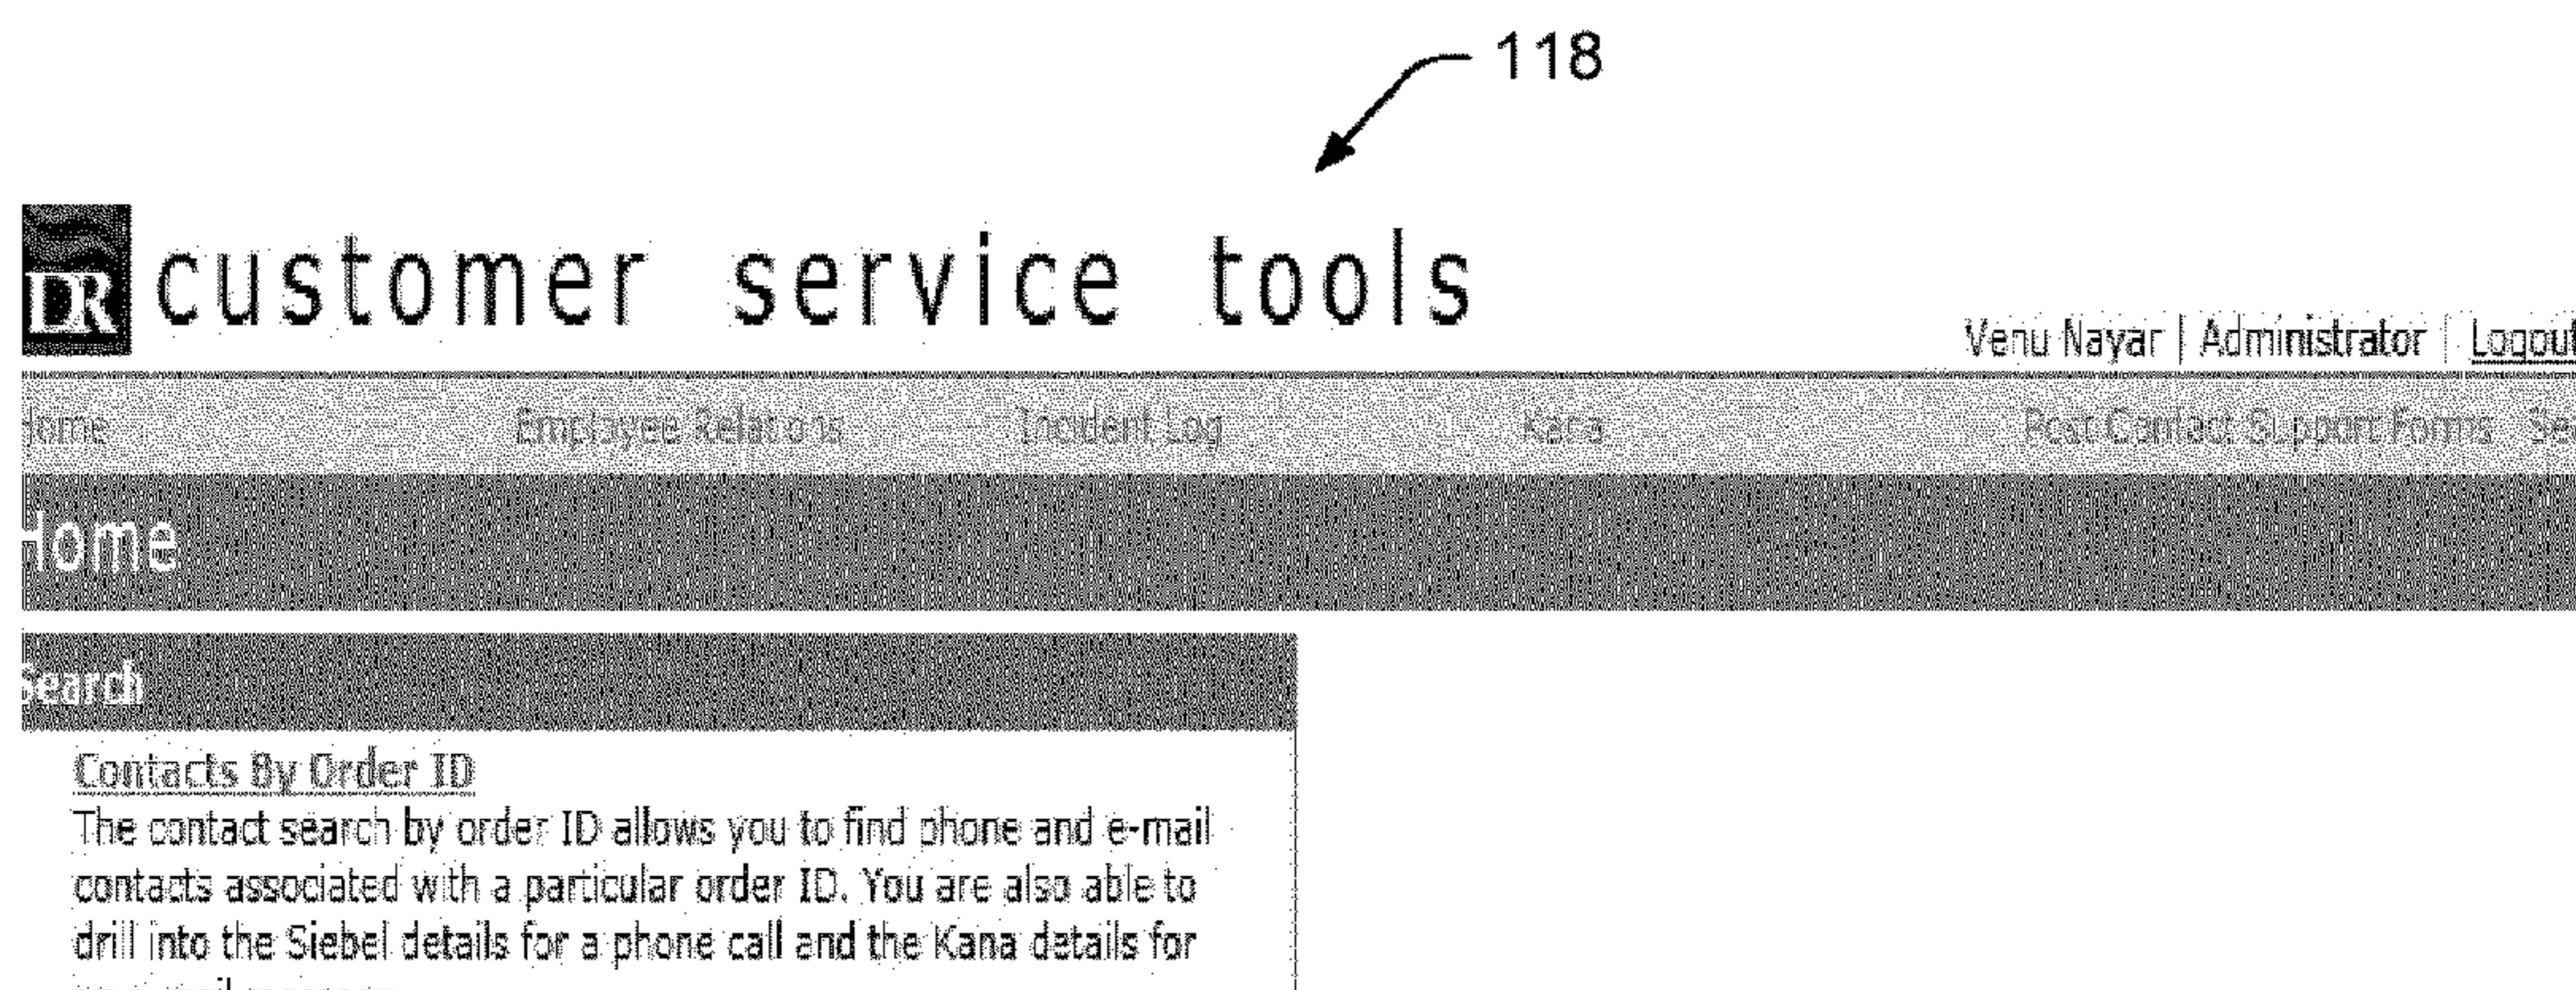 118
DR customer service tools
Venu Nayar | Administrator | Logout
Home Employee Relations Incident Log Kana Post Contact Support Forms
Home
Search
Contacts By Order ID
The contact search by order ID allows you to find phone and e-mail
contacts associated with a particular order ID. You are also able to
drill into the Siebel details for a phone call and the Kana details for